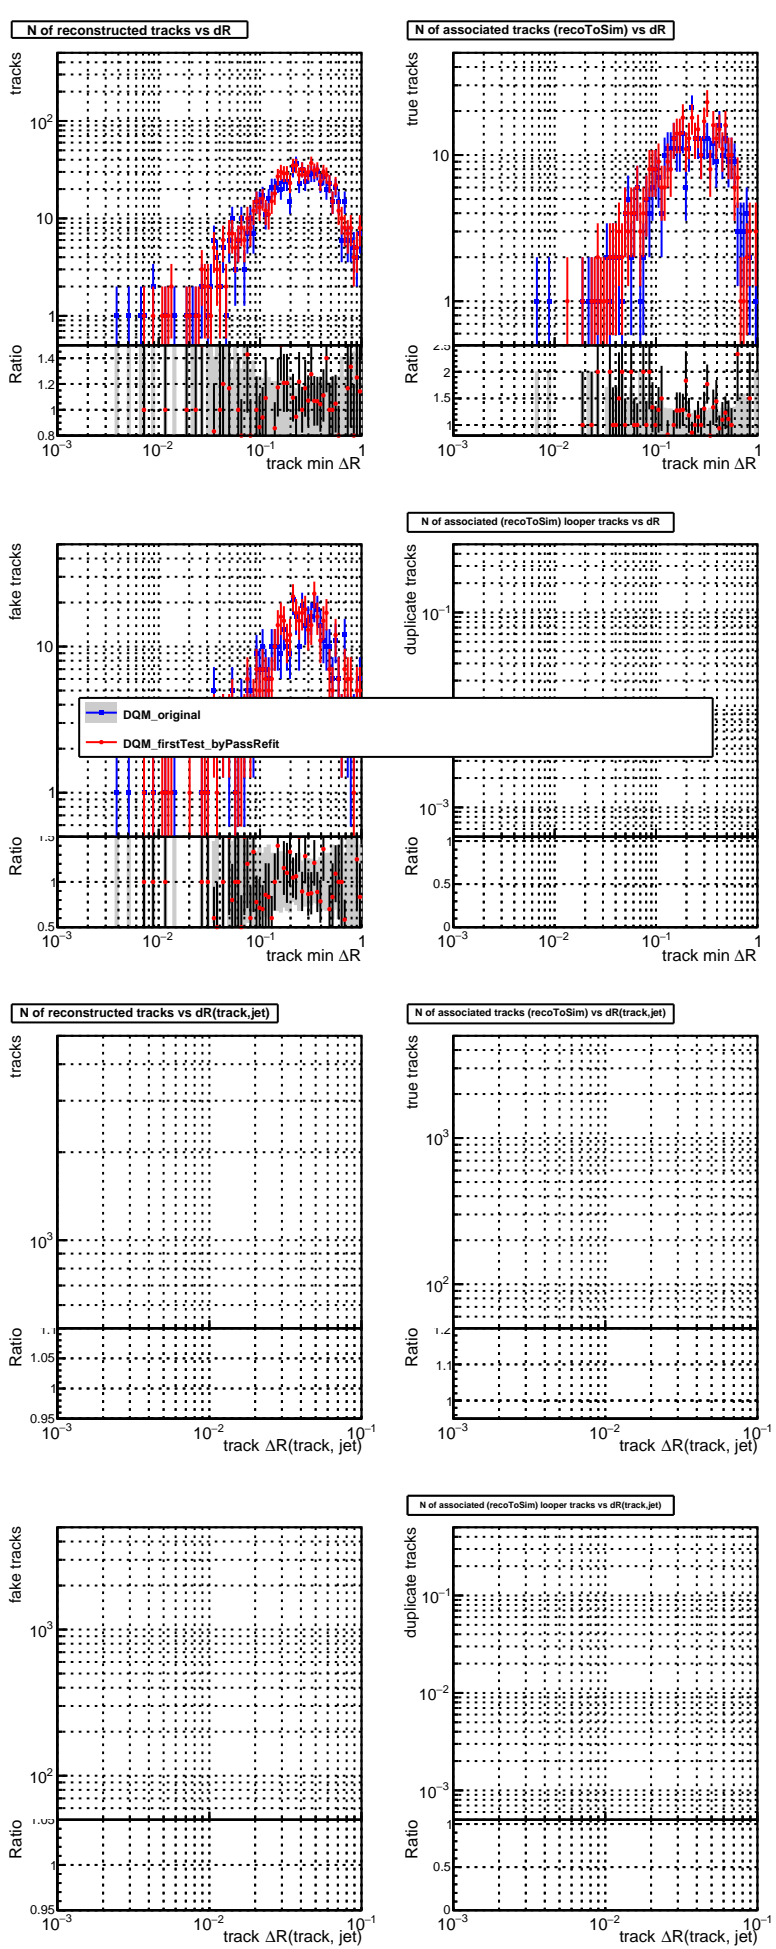 N of reconstructed tracks vs dR
tracks
10²
10
1
Ratio
1.4
1.2
1
0.8
10⁻³
10⁻²
10⁻¹
1
track min ΔR
N of associated tracks (recoToSim) vs dR
true tracks
10
1
Ratio
2.5
2
1.5
1
10⁻³
10⁻²
10⁻¹
1
track min ΔR
fake tracks
10
1
Ratio
1.5
1
0.5
10⁻³
10⁻²
10⁻¹
1
track min ΔR
N of associated (recoToSim) looper tracks vs dR
duplicate tracks
10⁻¹
10⁻³
Ratio
1
0.5
0
10⁻³
10⁻²
10⁻¹
1
track min ΔR
DQM_original
DQM_firstTest_byPassRefit
N of reconstructed tracks vs dR(track,jet)
tracks
10³
Ratio
1.1
1.05
1
0.95
10⁻³
10⁻²
10⁻¹
track ΔR(track, jet)
N of associated tracks (recoToSim) vs dR(track,jet)
true tracks
10³
10²
Ratio
1.2
1.1
1
10⁻³
10⁻²
10⁻¹
track ΔR(track, jet)
fake tracks
10³
10²
Ratio
1.05
1
0.95
10⁻³
10⁻²
10⁻¹
track ΔR(track, jet)
N of associated (recoToSim) looper tracks vs dR(track,jet)
duplicate tracks
10⁻¹
10⁻²
10⁻³
Ratio
1
0.5
0
10⁻³
10⁻²
10⁻¹
track ΔR(track, jet)